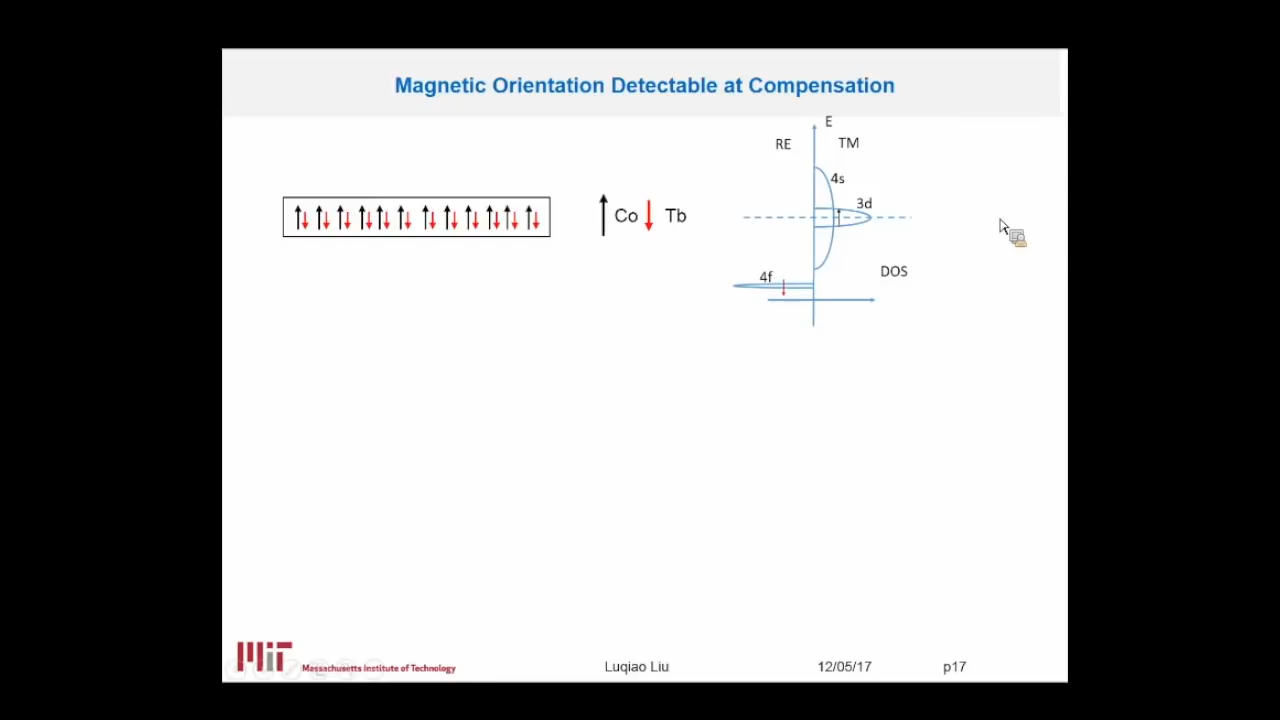 Magnetic Orientation Detectable at Compensation
E
RE
TM
4s
3d
Co
Tb
4f
DOS
MIT
Massachusetts Institute of Technology
Luqiao Liu
12/05/17
p17